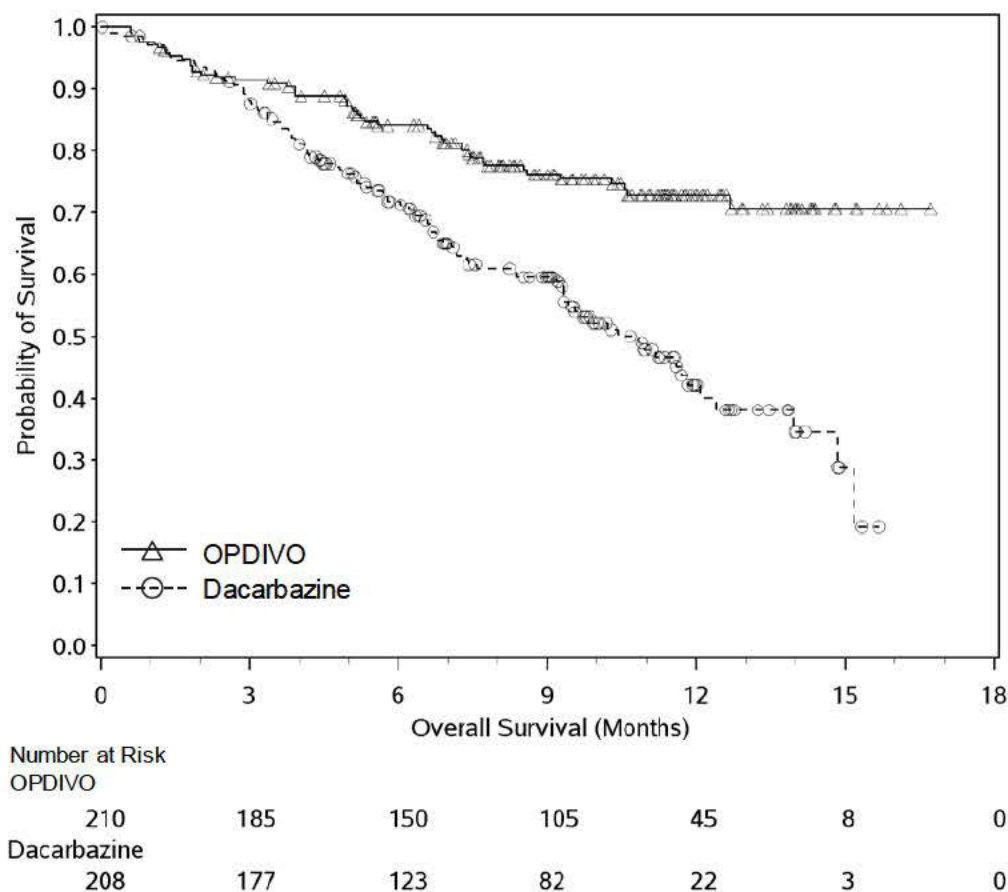 1.0
0.9
0.8
0.7
0.6
0.5
0.4
0.3
0.2
0.1
0.0
Probability of Survival
OPDIVO
Dacarbazine
0 3 6 9 12 15 18
Overall Survival (Months)
Number at Risk
OPDIVO
210 185 150 105 45 8 0
Dacarbazine
208 177 123 82 22 3 0